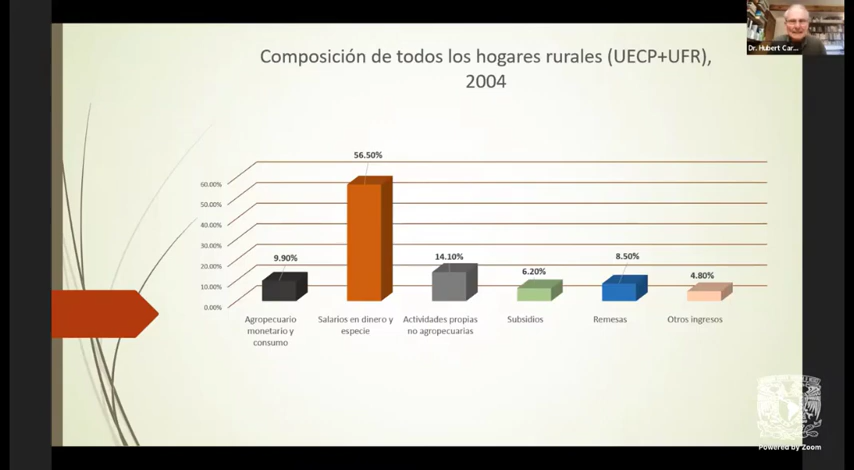 Dr. Hubert Car...
Composición de todos los hogares rurales (UECP+UFR),
2004
56.50%
60.00%
50.00%
40.00%
30.00%
20.00%
10.00%
0.00%
9.90%
14.10%
6.20%
8.50%
4.80%
Agropecuario
monetario y
consumo
Salarios en dinero y
especie
Actividades propias
no agropecuarias
Subsidios
Remesas
Otros ingresos
Powered by Zoom